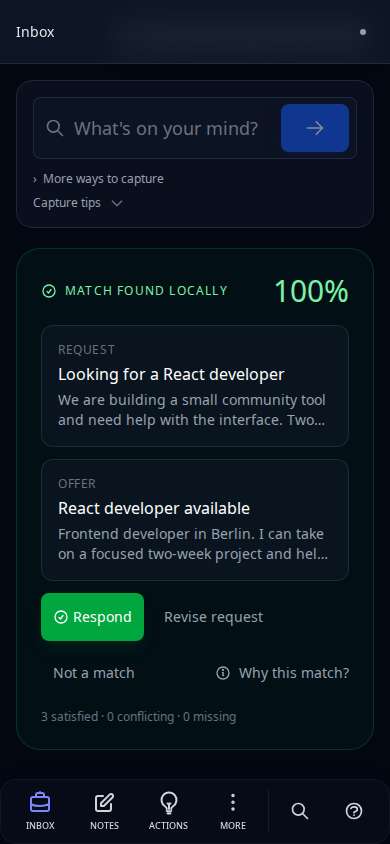 Inbox
What's on your mind?
› More ways to capture
Capture tips
MATCH FOUND LOCALLY
100%
REQUEST
Looking for a React developer
We are building a small community tool
and need help with the interface. Two…
OFFER
React developer available
Frontend developer in Berlin. I can take
on a focused two-week project and hel…
Respond
Revise request
Not a match
Why this match?
3 satisfied · 0 conflicting · 0 missing
INBOX
NOTES
ACTIONS
MORE